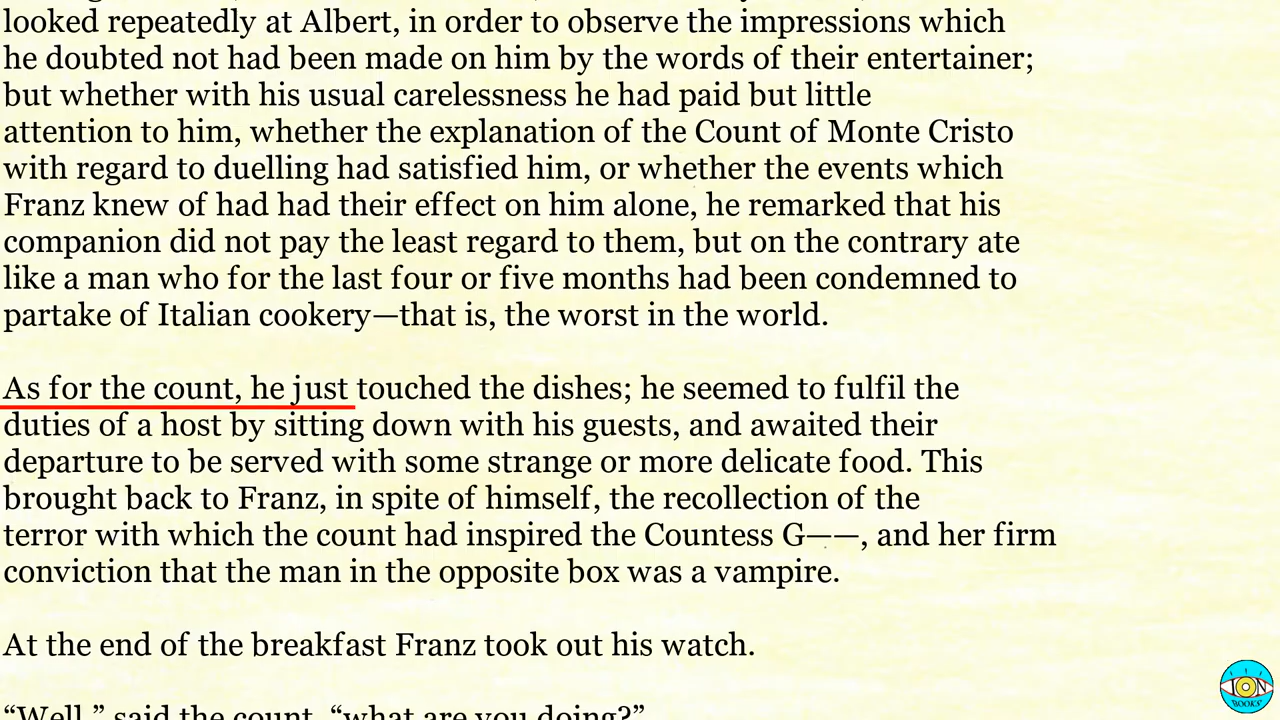 looked repeatedly at Albert, in order to observe the impressions which
he doubted not had been made on him by the words of their entertainer;
but whether with his usual carelessness he had paid but little
attention to him, whether the explanation of the Count of Monte Cristo
with regard to duelling had satisfied him, or whether the events which
Franz knew of had had their effect on him alone, he remarked that his
companion did not pay the least regard to them, but on the contrary ate
like a man who for the last four or five months had been condemned to
partake of Italian cookery—that is, the worst in the world.
As for the count, he just touched the dishes; he seemed to fulfil the
duties of a host by sitting down with his guests, and awaited their
departure to be served with some strange or more delicate food. This
brought back to Franz, in spite of himself, the recollection of the
terror with which the count had inspired the Countess G——, and her firm
conviction that the man in the opposite box was a vampire.
At the end of the breakfast Franz took out his watch.
“Well,” said the count, “what are you doing?”
ION
BOOKS